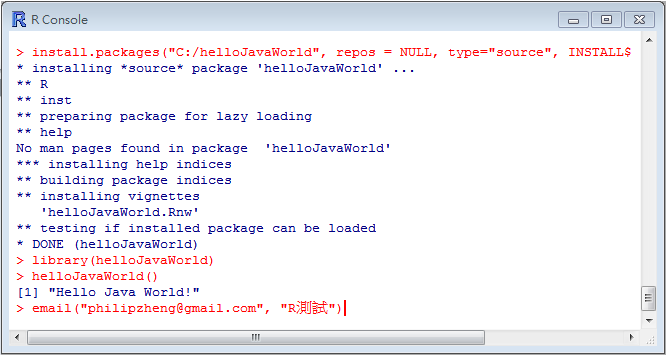 R Console
> install.packages("C:/helloJavaWorld", repos = NULL, type="source", INSTALL$
* installing *source* package 'helloJavaWorld' ...
** R
** inst
** preparing package for lazy loading
** help
No man pages found in package  'helloJavaWorld'
*** installing help indices
** building package indices
** installing vignettes
   'helloJavaWorld.Rnw'
** testing if installed package can be loaded
* DONE (helloJavaWorld)
> library(helloJavaWorld)
> helloJavaWorld()
[1] "Hello Java World!"
> email("philipzheng@gmail.com", "R測試")